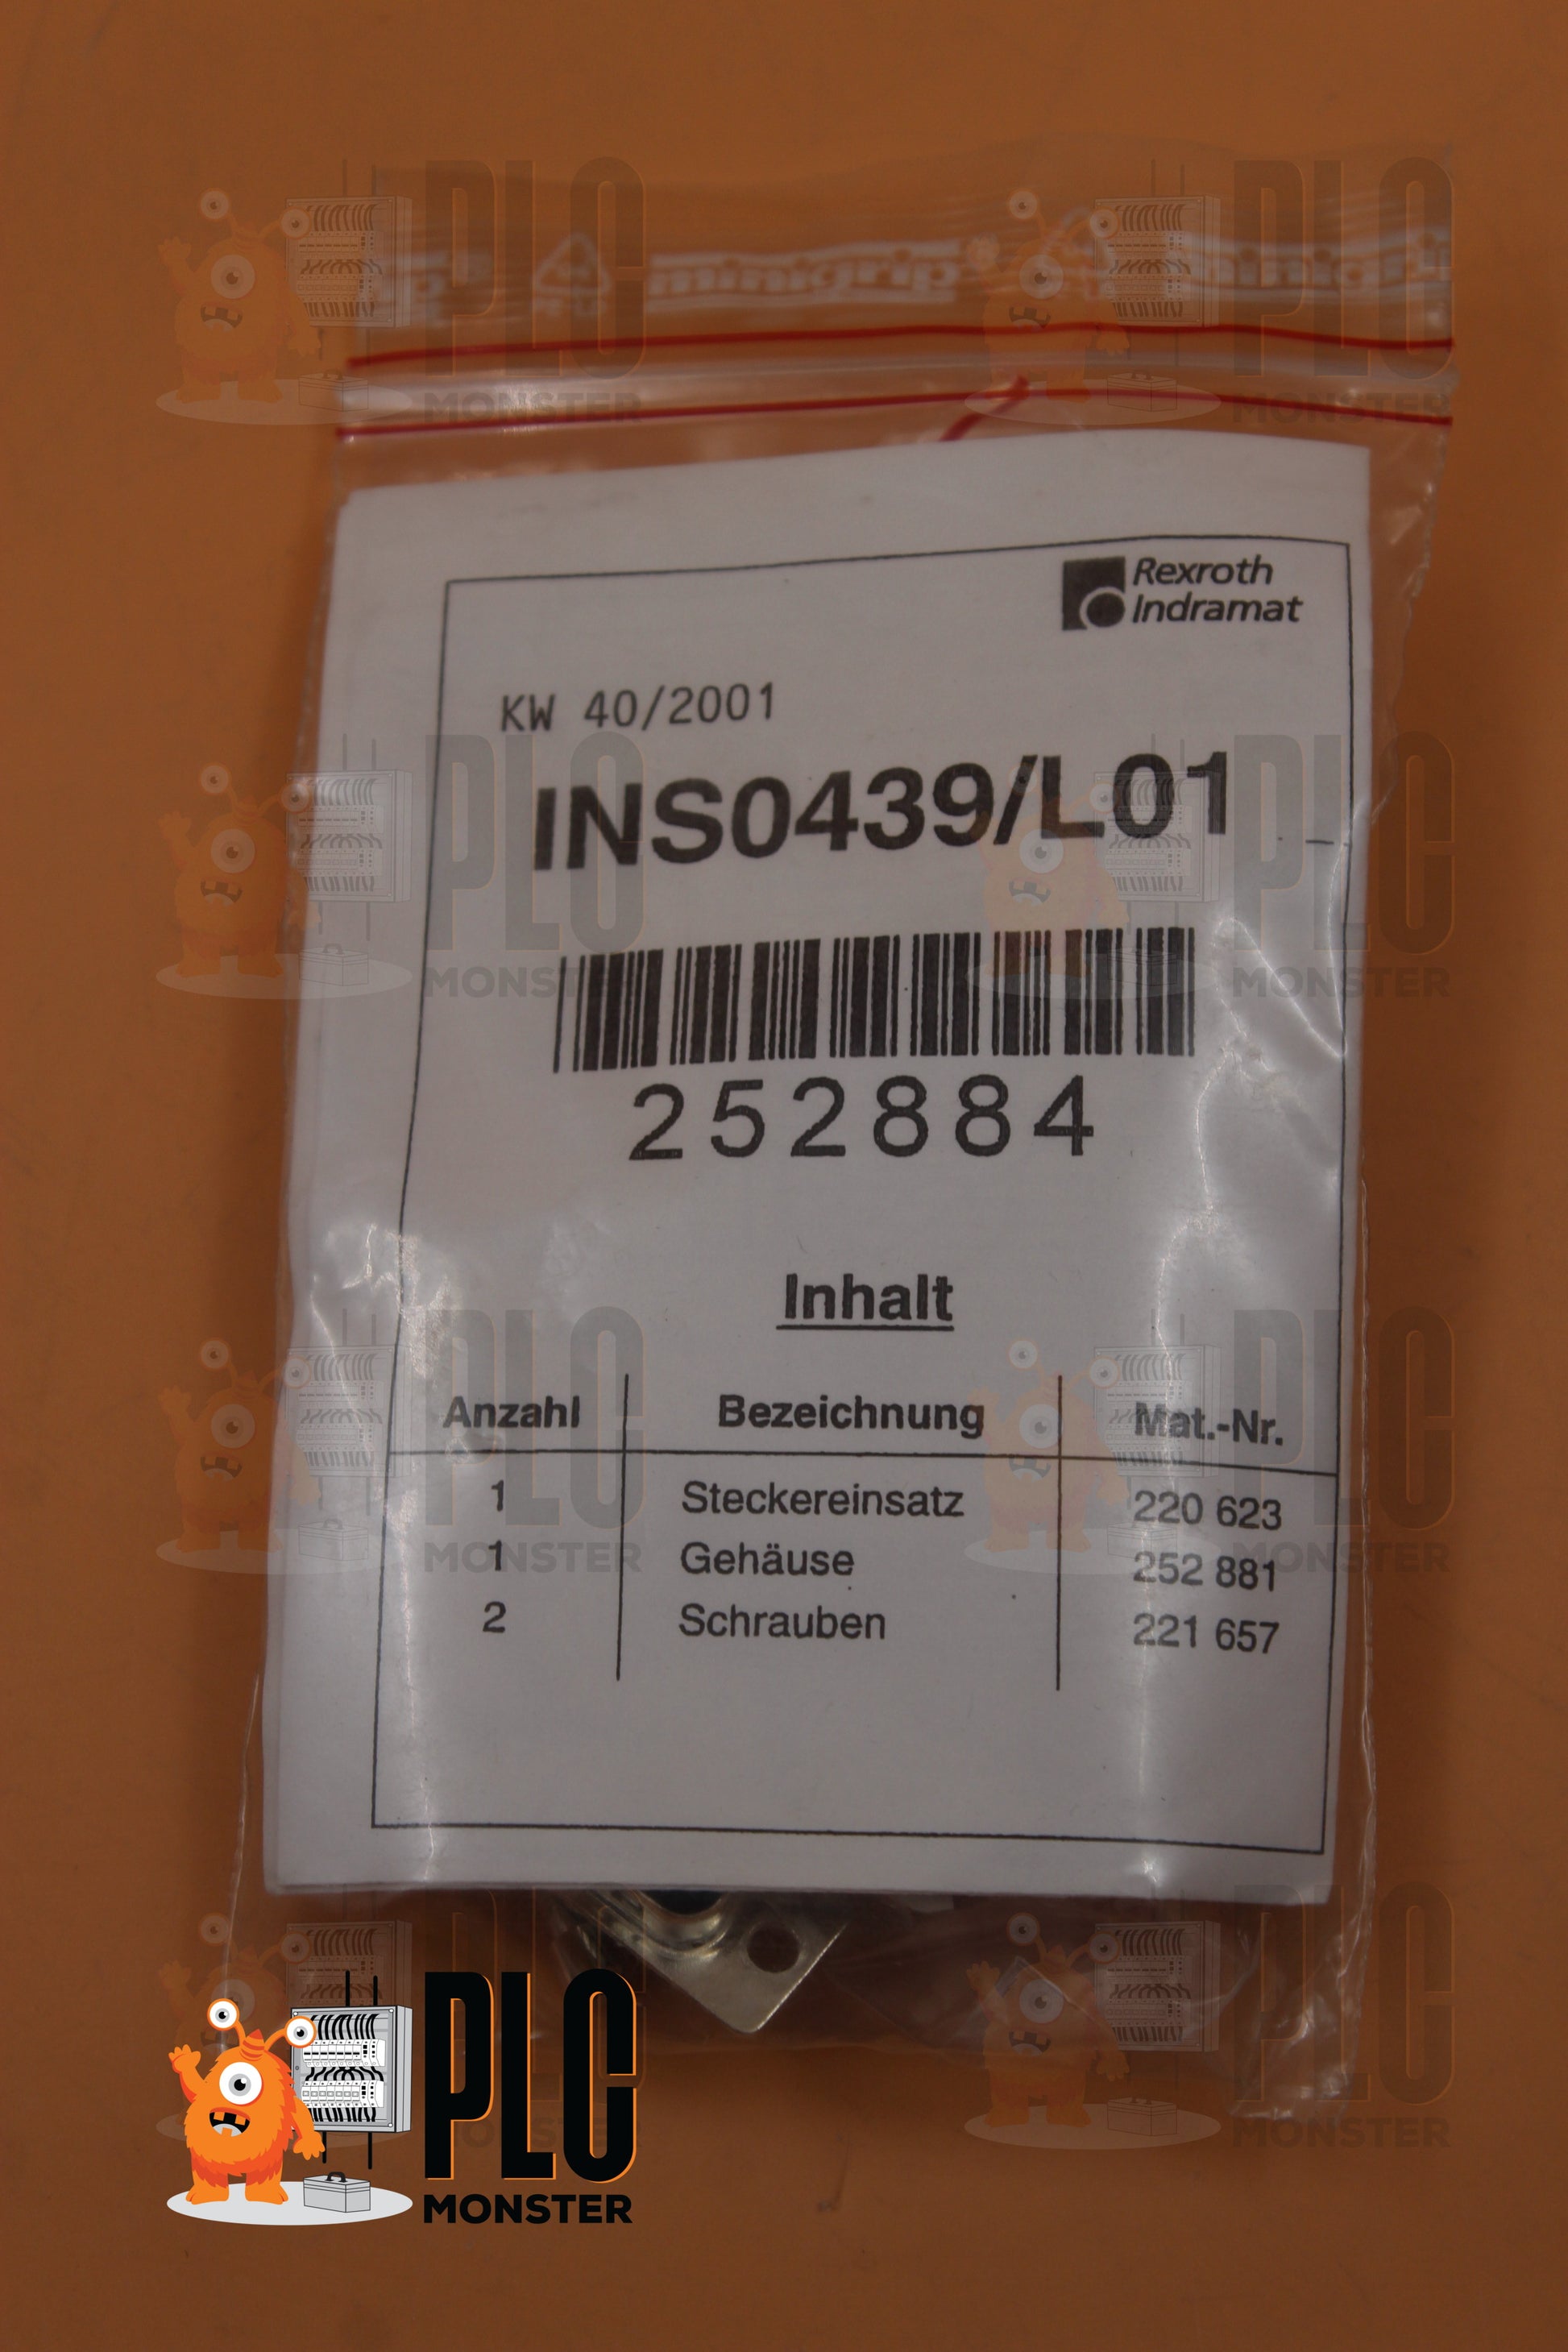 minigrip
Rexroth
Indramat
KW 40/2001
INS0439/L01
252884
Inhalt
Anzahl Bezeichnung Mat.-Nr.
1 Steckereinsatz 220 623
1 Gehäuse 252 881
2 Schrauben 221 657
PLC
MONSTER